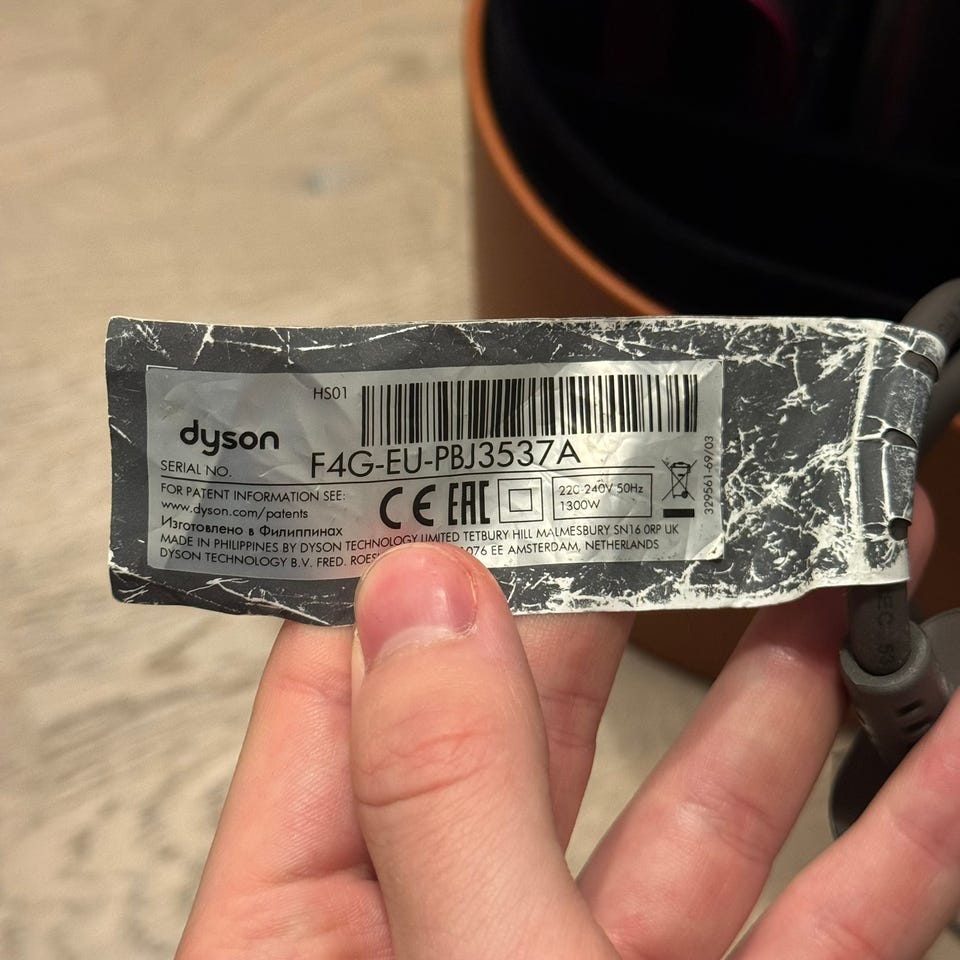 HS01
dyson
SERIAL NO.
F4G-EU-PBJ3537A
FOR PATENT INFORMATION SEE:
www.dyson.com/patents
CE EAC
220-240V 50Hz
1300W
329561-69/03
Изготовлено в Филиппинах
MADE IN PHILIPPINES BY DYSON TECHNOLOGY LIMITED TETBURY HILL MALMESBURY SN16 0RP UK
DYSON TECHNOLOGY B.V. FRED. 1076 EE AMSTERDAM, NETHERLANDS